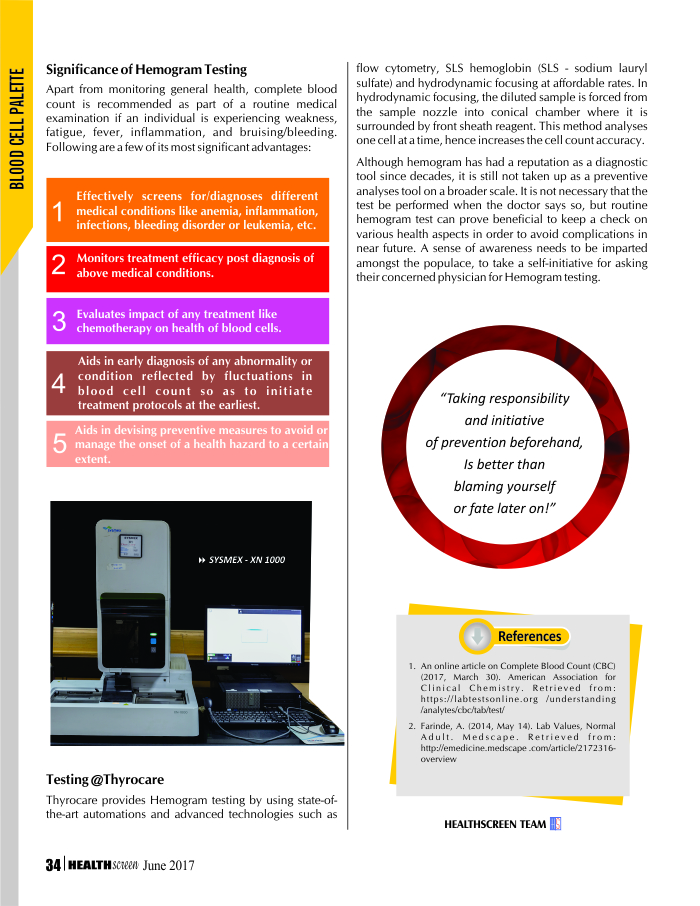 BLOOD CELL PALETTE
Significance of Hemogram Testing
Apart from monitoring general health, complete blood
count is recommended as part of a routine medical
examination if an individual is experiencing weakness,
fatigue, fever, inflammation, and bruising/bleeding.
Following are a few of its most significant advantages:
1
Effectively screens for/diagnoses different
medical conditions like anemia, inflammation,
infections, bleeding disorder or leukemia, etc.
2
Monitors treatment efficacy post diagnosis of
above medical conditions.
3
Evaluates impact of any treatment like
chemotherapy on health of blood cells.
4
Aids in early diagnosis of any abnormality or
condition reflected by fluctuations in
blood cell count so as to initiate
treatment protocols at the earliest.
5
Aids in devising preventive measures to avoid or
manage the onset of a health hazard to a certain
extent.
SYSMEX - XN 1000
Testing @Thyrocare
Thyrocare provides Hemogram testing by using state-of-
the-art automations and advanced technologies such as
flow cytometry, SLS hemoglobin (SLS - sodium lauryl
sulfate) and hydrodynamic focusing at affordable rates. In
hydrodynamic focusing, the diluted sample is forced from
the sample nozzle into conical chamber where it is
surrounded by front sheath reagent. This method analyses
one cell at a time, hence increases the cell count accuracy.
Although hemogram has had a reputation as a diagnostic
tool since decades, it is still not taken up as a preventive
analyses tool on a broader scale. It is not necessary that the
test be performed when the doctor says so, but routine
hemogram test can prove beneficial to keep a check on
various health aspects in order to avoid complications in
near future. A sense of awareness needs to be imparted
amongst the populace, to take a self-initiative for asking
their concerned physician for Hemogram testing.
“Taking responsibility
and initiative
of prevention beforehand,
Is better than
blaming yourself
or fate later on!”
References
1. An online article on Complete Blood Count (CBC)
(2017, March 30). American Association for
Clinical Chemistry. Retrieved from:
https://labtestsonline.org /understanding
/analytes/cbc/tab/test/
2. Farinde, A. (2014, May 14). Lab Values, Normal
Adult. Medscape. Retrieved from:
http://emedicine.medscape .com/article/2172316-
overview
HEALTHSCREEN TEAM
34 HEALTHscreen June 2017